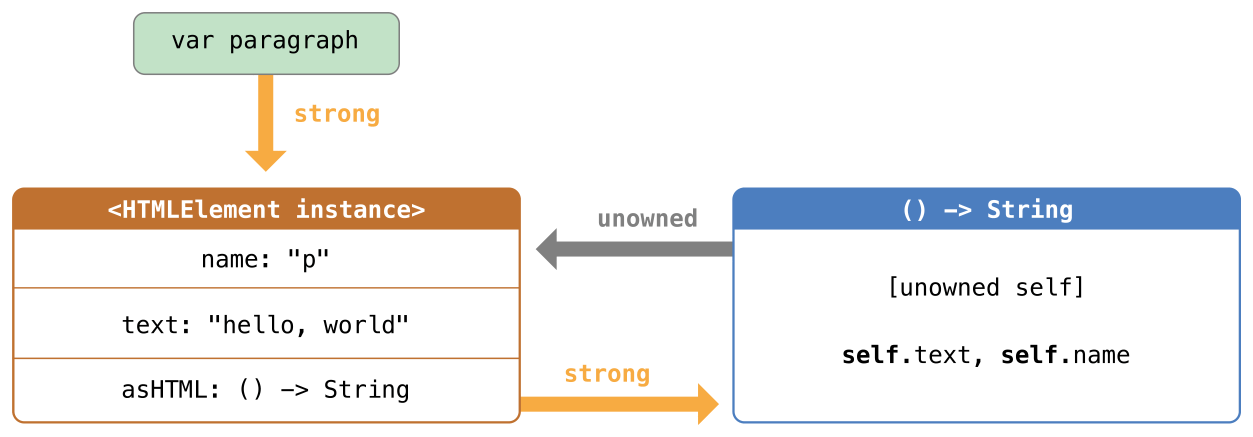 var paragraph
strong
<HTMLElement instance>
name: "p"
text: "hello, world"
asHTML: () -> String
unowned
strong
() -> String
[unowned self]
self.text, self.name